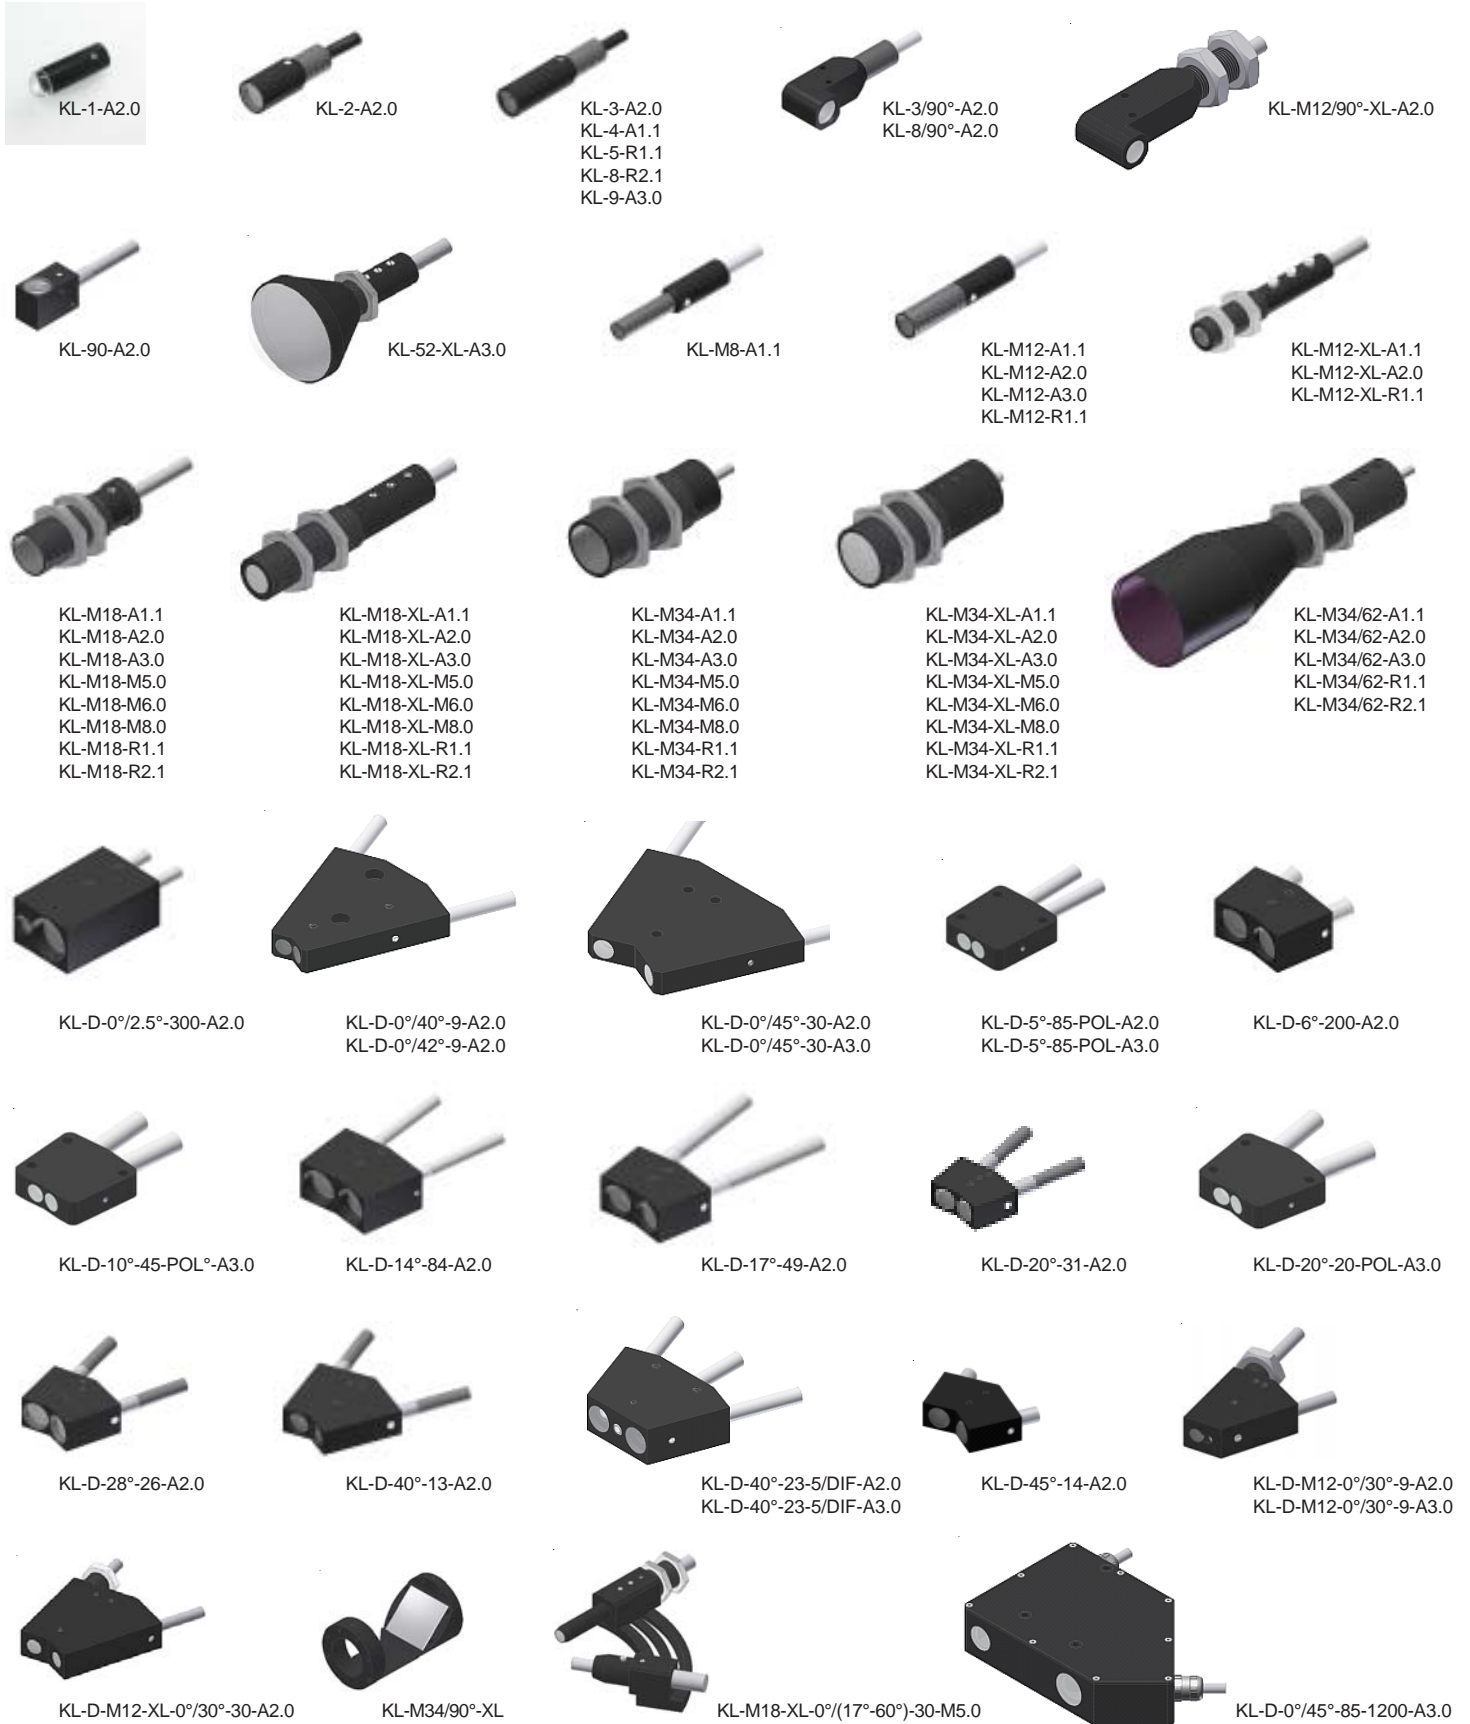 KL-1-A2.0
KL-2-A2.0
KL-3-A2.0
KL-4-A1.1
KL-5-R1.1
KL-8-R2.1
KL-9-A3.0
KL-3/90°-A2.0
KL-8/90°-A2.0
KL-M12/90°-XL-A2.0
KL-90-A2.0
KL-52-XL-A3.0
KL-M8-A1.1
KL-M12-A1.1
KL-M12-A2.0
KL-M12-A3.0
KL-M12-R1.1
KL-M12-XL-A1.1
KL-M12-XL-A2.0
KL-M12-XL-R1.1
KL-M18-A1.1
KL-M18-A2.0
KL-M18-A3.0
KL-M18-M5.0
KL-M18-M6.0
KL-M18-M8.0
KL-M18-R1.1
KL-M18-R2.1
KL-M18-XL-A1.1
KL-M18-XL-A2.0
KL-M18-XL-A3.0
KL-M18-XL-M5.0
KL-M18-XL-M6.0
KL-M18-XL-M8.0
KL-M18-XL-R1.1
KL-M18-XL-R2.1
KL-M34-A1.1
KL-M34-A2.0
KL-M34-A3.0
KL-M34-M5.0
KL-M34-M6.0
KL-M34-M8.0
KL-M34-R1.1
KL-M34-R2.1
KL-M34-XL-A1.1
KL-M34-XL-A2.0
KL-M34-XL-A3.0
KL-M34-XL-M5.0
KL-M34-XL-M6.0
KL-M34-XL-M8.0
KL-M34-XL-R1.1
KL-M34-XL-R2.1
KL-M34/62-A1.1
KL-M34/62-A2.0
KL-M34/62-A3.0
KL-M34/62-R1.1
KL-M34/62-R2.1
KL-D-0°/2.5°-300-A2.0
KL-D-0°/40°-9-A2.0
KL-D-0°/42°-9-A2.0
KL-D-0°/45°-30-A2.0
KL-D-0°/45°-30-A3.0
KL-D-5°-85-POL-A2.0
KL-D-5°-85-POL-A3.0
KL-D-6°-200-A2.0
KL-D-10°-45-POL°-A3.0
KL-D-14°-84-A2.0
KL-D-17°-49-A2.0
KL-D-20°-31-A2.0
KL-D-20°-20-POL-A3.0
KL-D-28°-26-A2.0
KL-D-40°-13-A2.0
KL-D-40°-23-5/DIF-A2.0
KL-D-40°-23-5/DIF-A3.0
KL-D-45°-14-A2.0
KL-D-M12-0°/30°-9-A2.0
KL-D-M12-0°/30°-9-A3.0
KL-D-M12-XL-0°/30°-30-A2.0
KL-M34/90°-XL
KL-M18-XL-0°/(17°-60°)-30-M5.0
KL-D-0°/45°-85-1200-A3.0